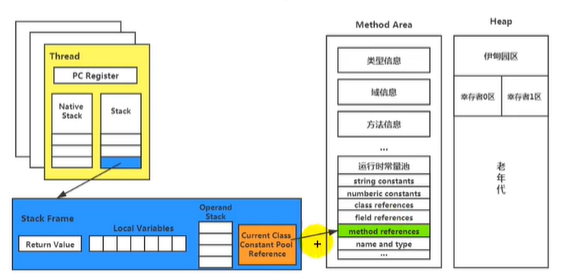 Thread
PC Register
Native
Stack
Stack
Stack Frame
Return Value
Local Variables
Operand
Stack
Current Class
Constant Pool
Reference
Method Area
类型信息
域信息
方法信息
...
运行时常量池
string constants
numberic constants
class references
field references
method references
name and type
...
Heap
伊甸园区
幸存者0区
幸存者1区
老
年
代